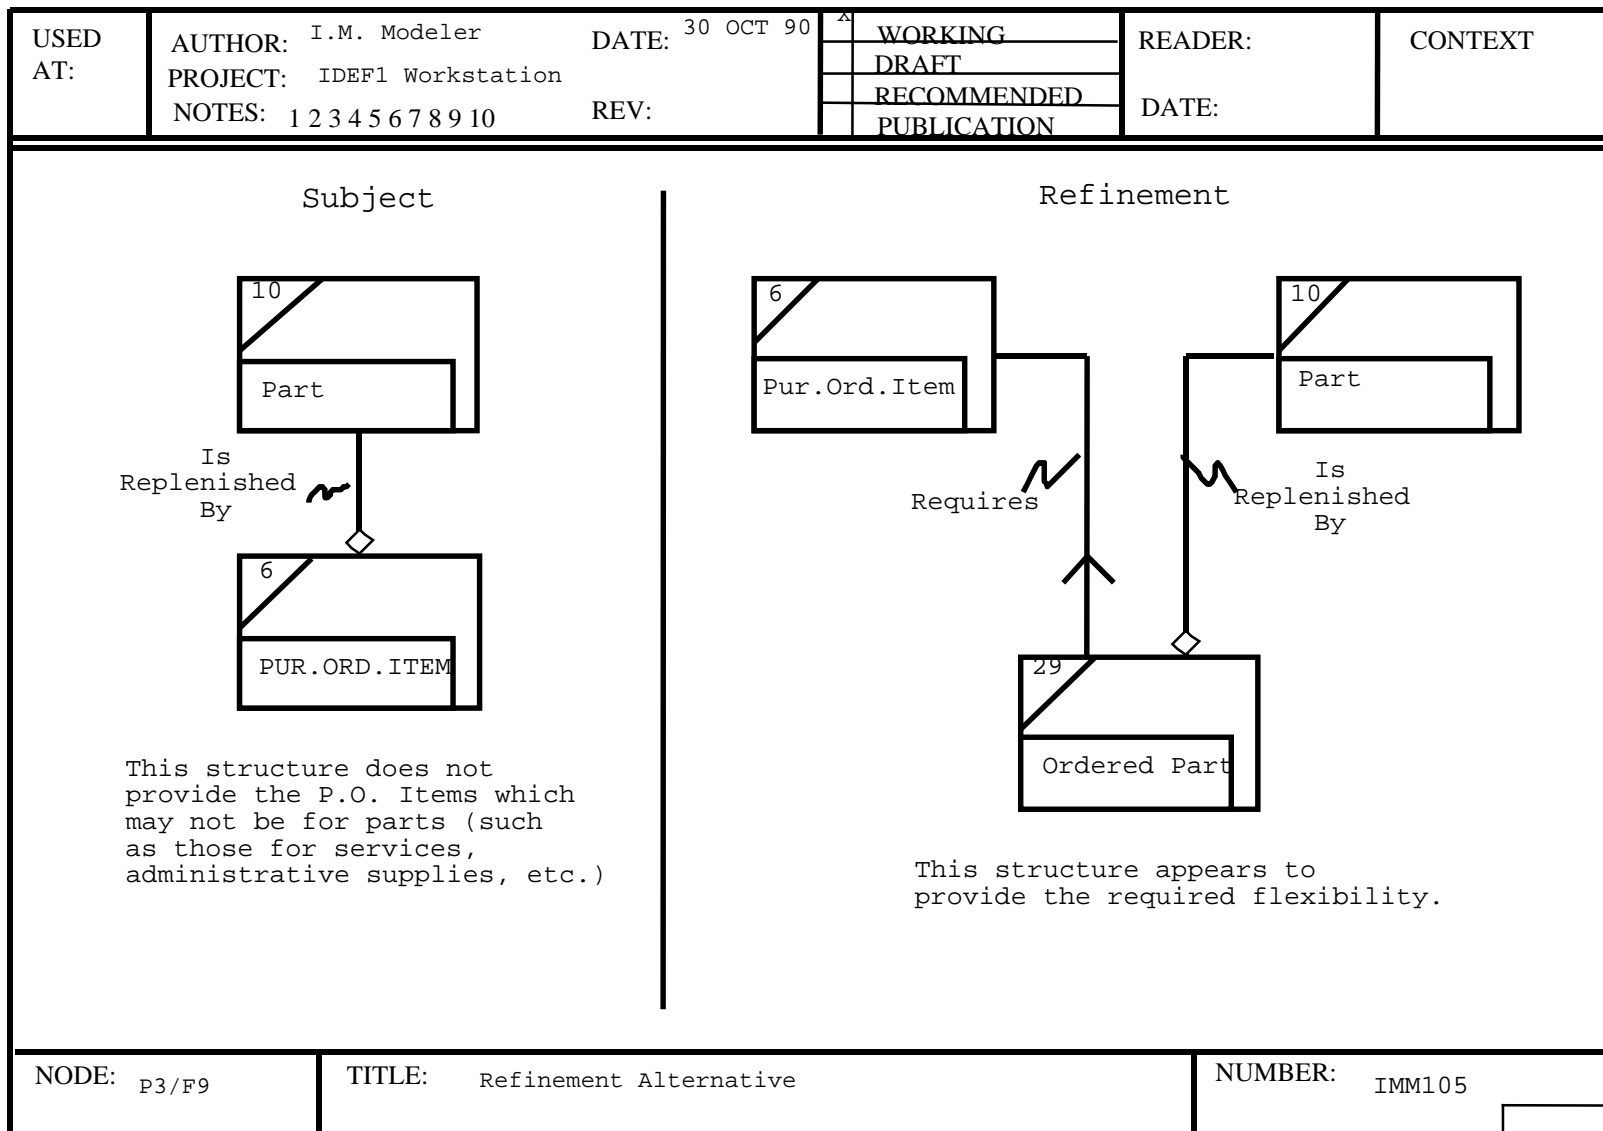 USED
AT:
AUTHOR: I.M. Modeler
DATE: 30 OCT 90
PROJECT: IDEF1 Workstation
NOTES: 1 2 3 4 5 6 7 8 9 10
REV:
X
WORKING
DRAFT
RECOMMENDED
PUBLICATION
READER:
DATE:
CONTEXT
Subject
10
Part
Is
Replenished
By
6
PUR.ORD.ITEM
This structure does not
provide the P.O. Items which
may not be for parts (such
as those for services,
administrative supplies, etc.)
Refinement
6
Pur.Ord.Item
10
Part
Requires
Is
Replenished
By
29
Ordered Part
This structure appears to
provide the required flexibility.
NODE: P3/F9
TITLE: Refinement Alternative
NUMBER: IMM105